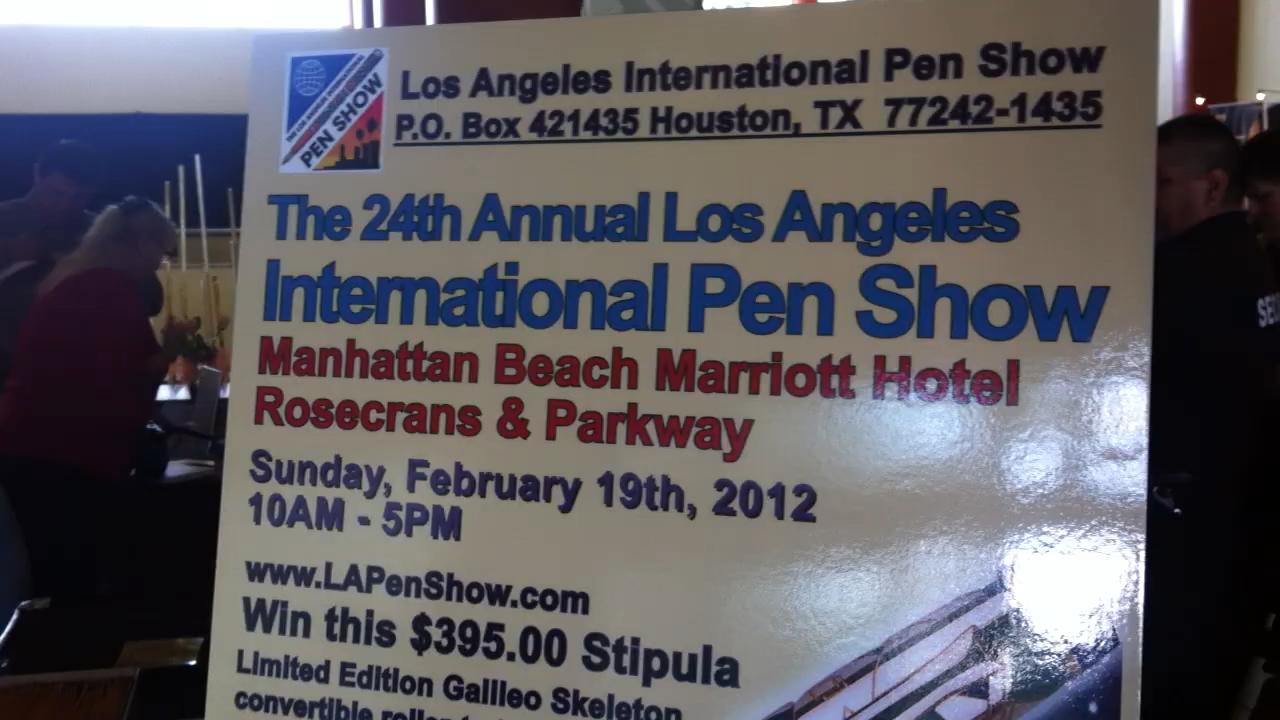 PEN SHOW
Los Angeles International Pen Show
P.O. Box 421435 Houston, TX 77242-1435
The 24th Annual Los Angeles
International Pen Show
Manhattan Beach Marriott Hotel
Rosecrans & Parkway
Sunday, February 19th, 2012
10AM - 5PM
www.LAPenShow.com
Win this $395.00 Stipula
Limited Edition Galileo Skeleton
convertible